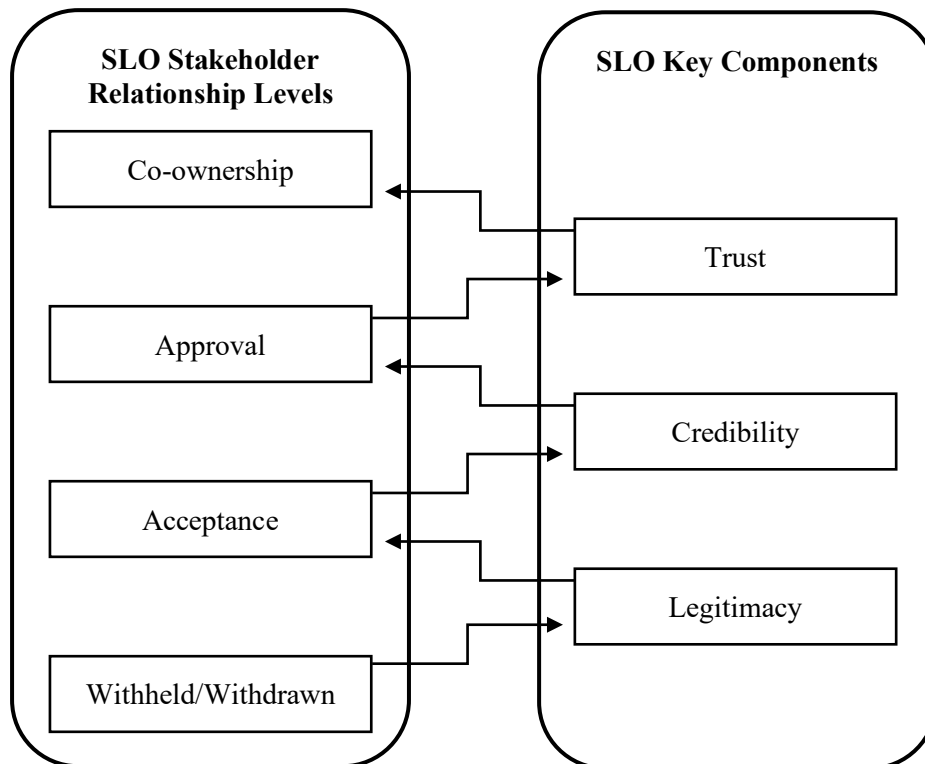 SLO Stakeholder
Relationship Levels
Co-ownership
Approval
Acceptance
Withheld/Withdrawn
SLO Key Components
Trust
Credibility
Legitimacy